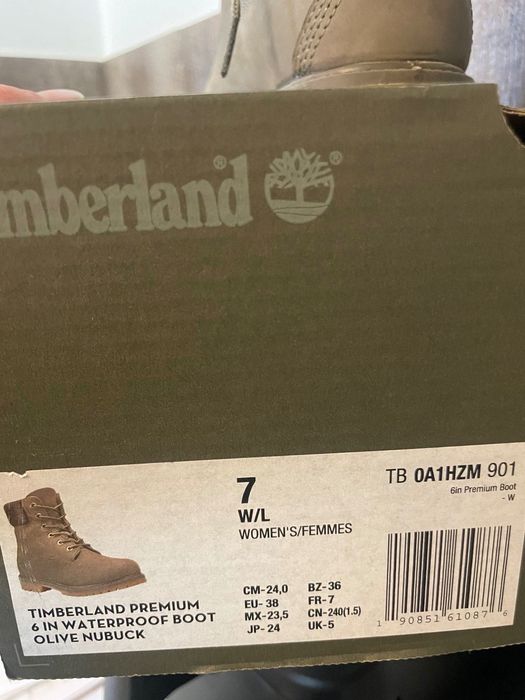 mberland®
®
7
W/L
WOMEN'S/FEMMES
TB 0A1HZM 901
6in Premium Boot
- W
TIMBERLAND PREMIUM
6 IN WATERPROOF BOOT
OLIVE NUBUCK
CM-24,0 BZ-36
EU- 38 FR-7
MX-23,5 CN-240(1.5)
JP- 24 UK-5
1 90851 61087 6